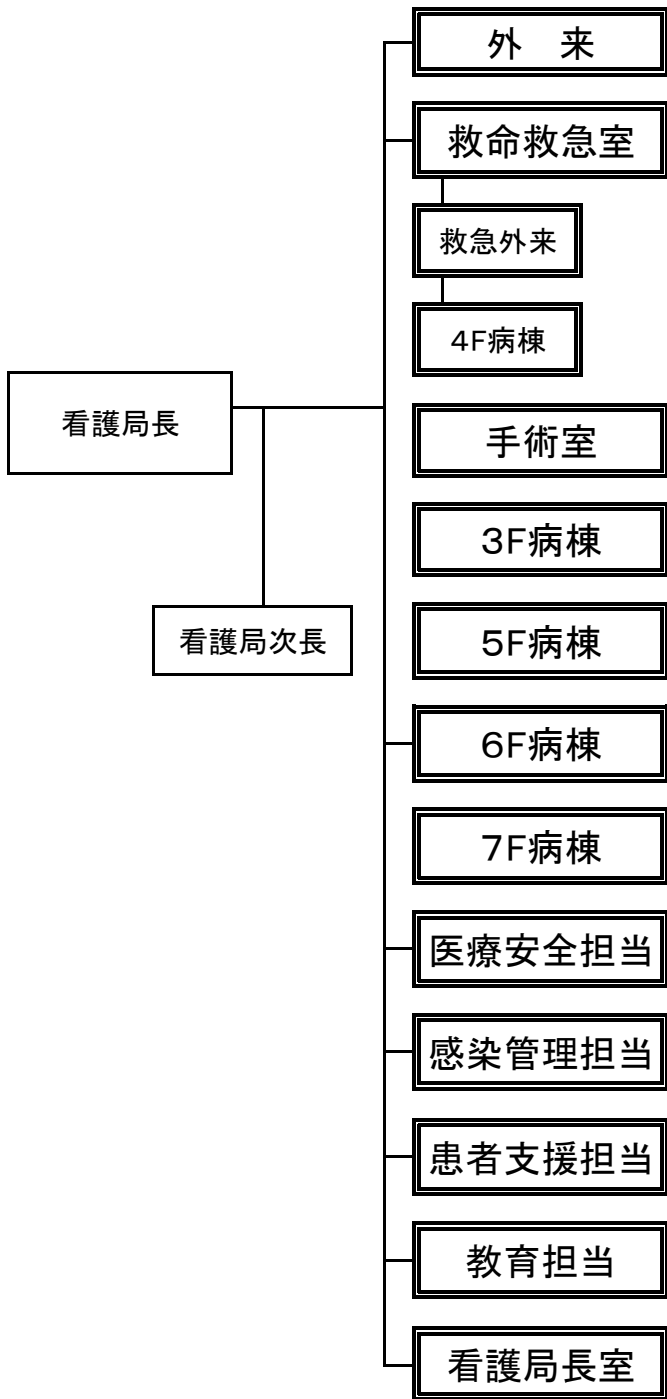 外　来
救命救急室
救急外来
4F病棟
看護局長
手術室
3F病棟
5F病棟
看護局次長
6F病棟
7F病棟
医療安全担当
感染管理担当
患者支援担当
教育担当
看護局長室